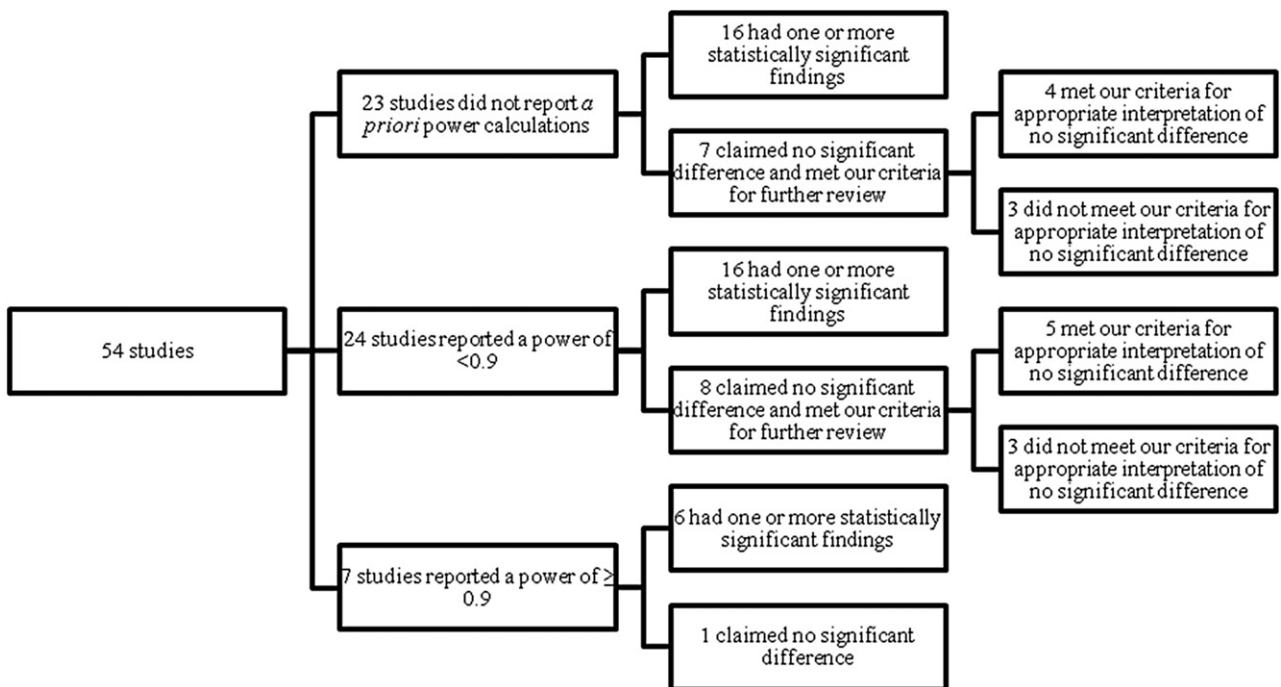 54 studies
23 studies did not report a
priori power calculations
16 had one or more
statistically significant
findings
7 claimed no significant
difference and met our criteria
for further review
4 met our criteria for
appropriate interpretation of
no significant difference
3 did not meet our criteria for
appropriate interpretation of
no significant difference
24 studies reported a power of
<0.9
16 had one or more
statistically significant
findings
8 claimed no significant
difference and met our criteria
for further review
5 met our criteria for
appropriate interpretation of
no significant difference
3 did not meet our criteria for
appropriate interpretation of
no significant difference
7 studies reported a power of ≥
0.9
6 had one or more statistically
significant findings
1 claimed no significant
difference